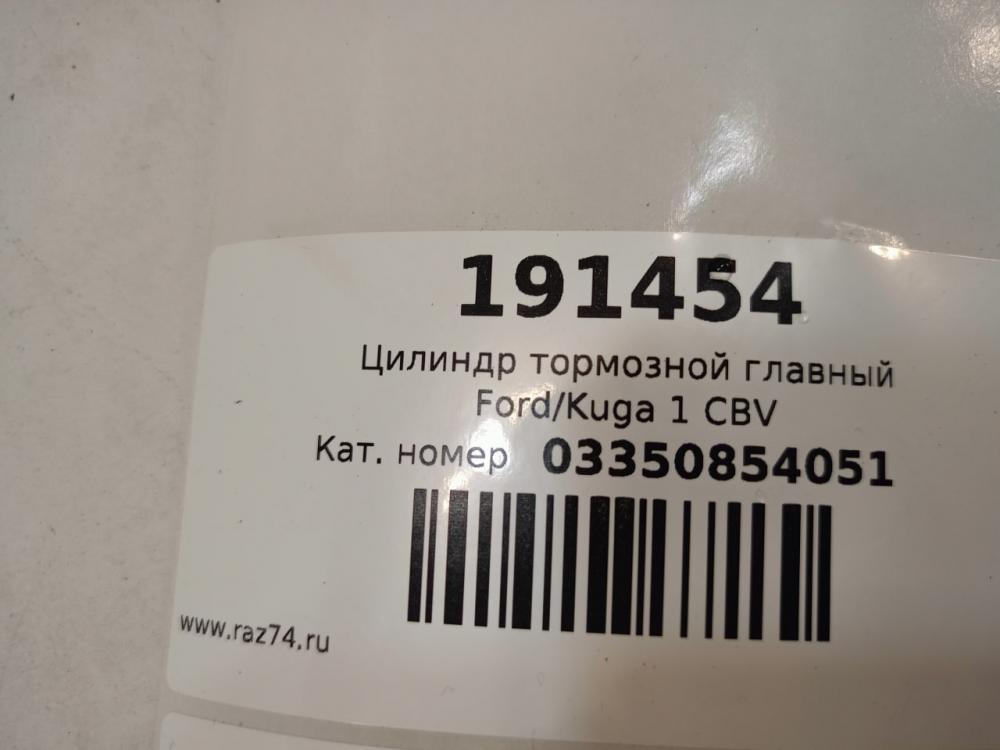 191454
Цилиндр тормозной главный
Ford/Kuga 1 CBV
Кат. номер 03350854051
www.raz74.ru